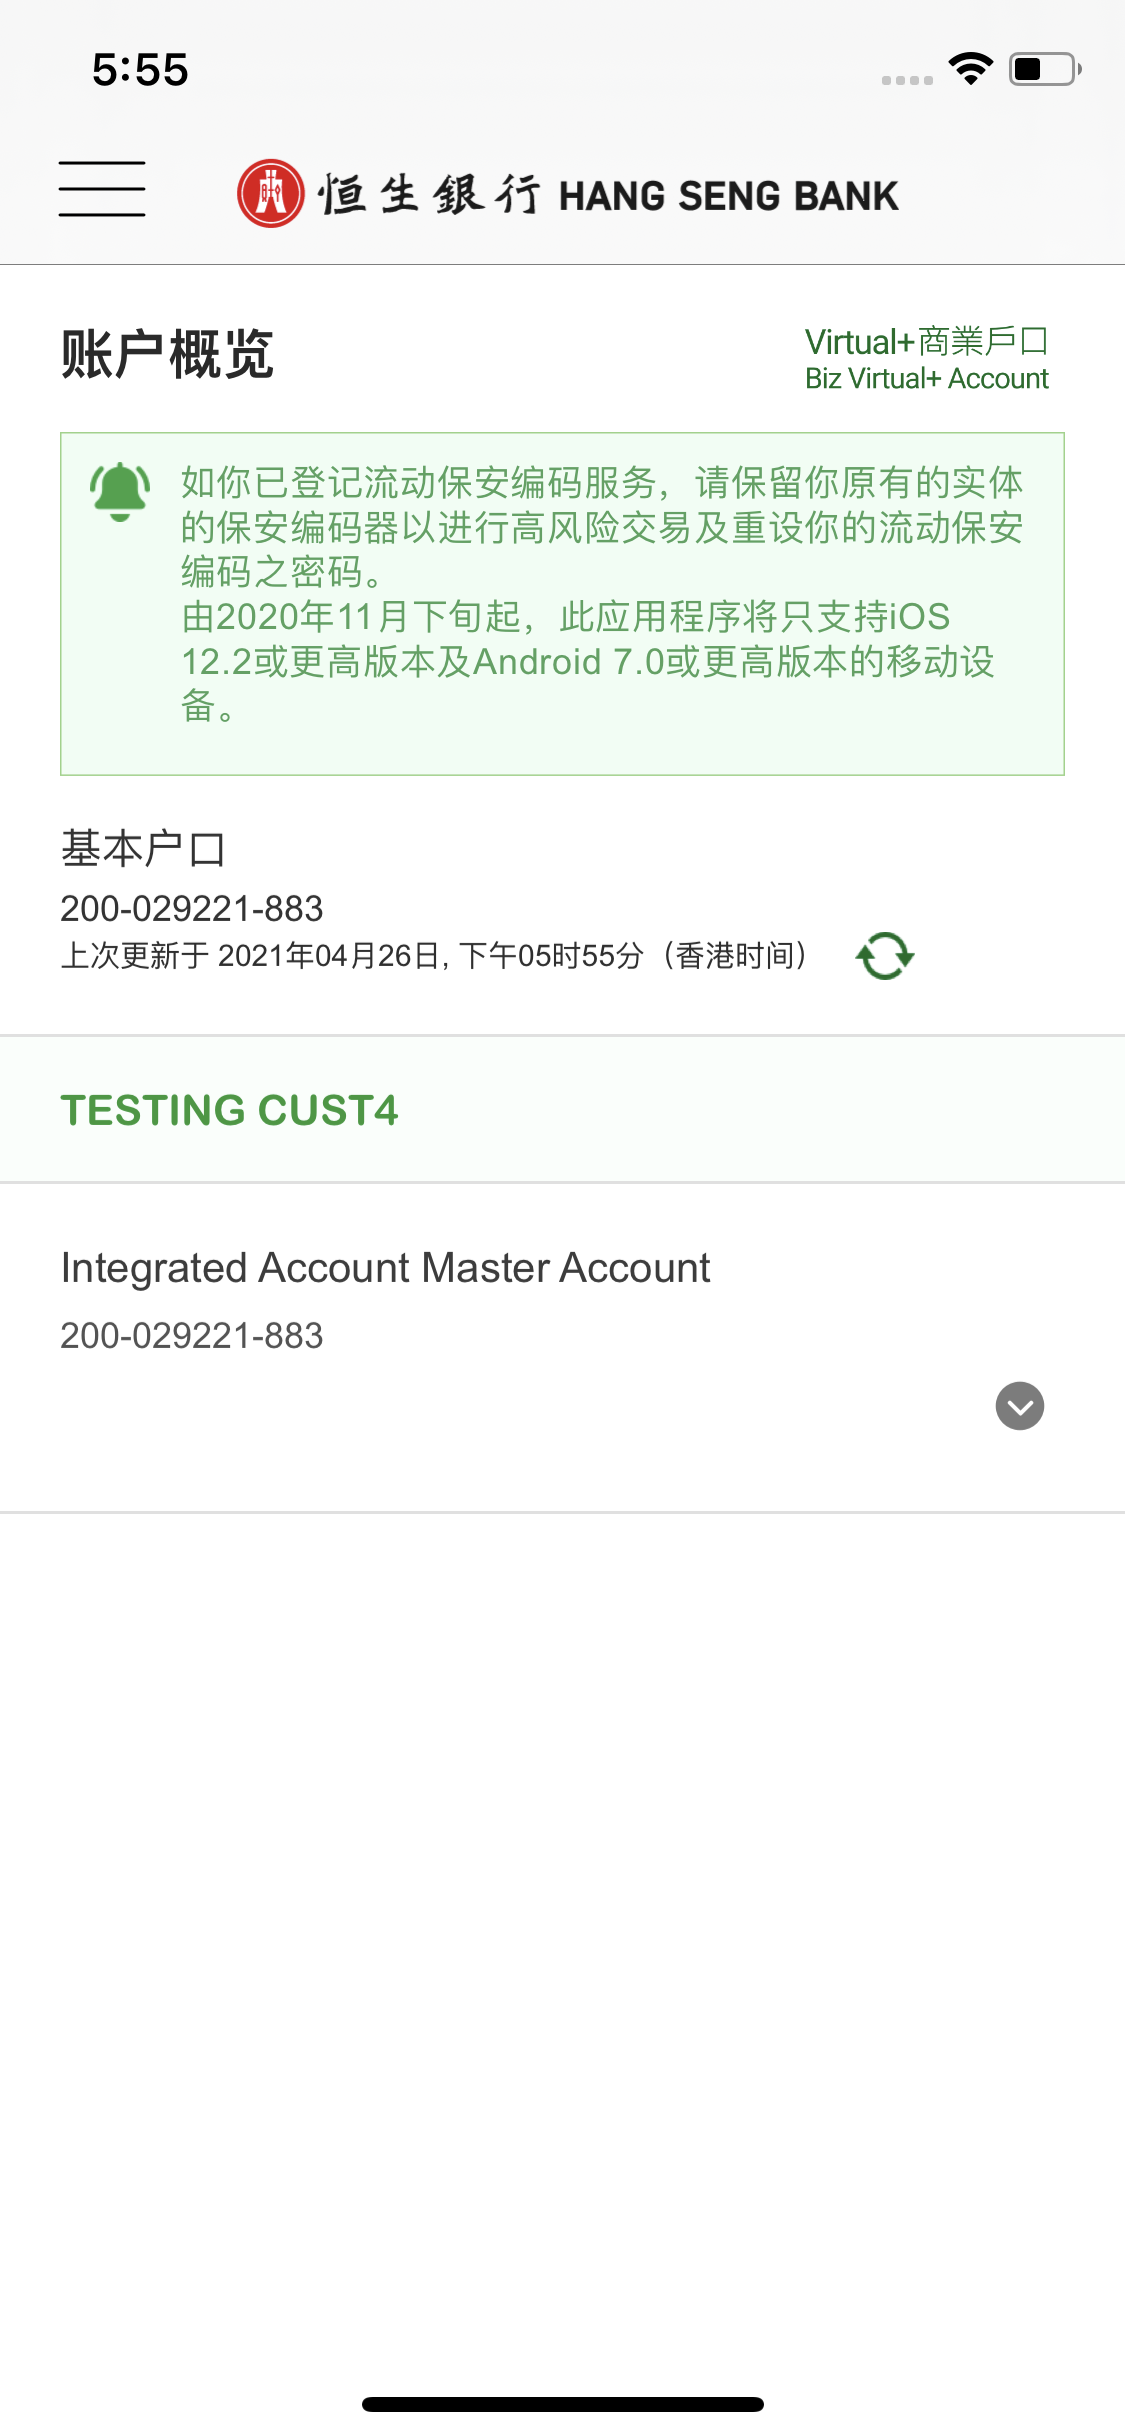 5:55
恒生銀行 HANG SENG BANK
账户概览
Virtual+商業戶口
Biz Virtual+ Account
如你已登记流动保安编码服务，请保留你原有的实体
的保安编码器以进行高风险交易及重设你的流动保安
编码之密码。
由2020年11月下旬起，此应用程序将只支持iOS
12.2或更高版本及Android 7.0或更高版本的移动设
备。
基本户口
200-029221-883
上次更新于 2021年04月26日, 下午05时55分（香港时间）
TESTING CUST4
Integrated Account Master Account
200-029221-883